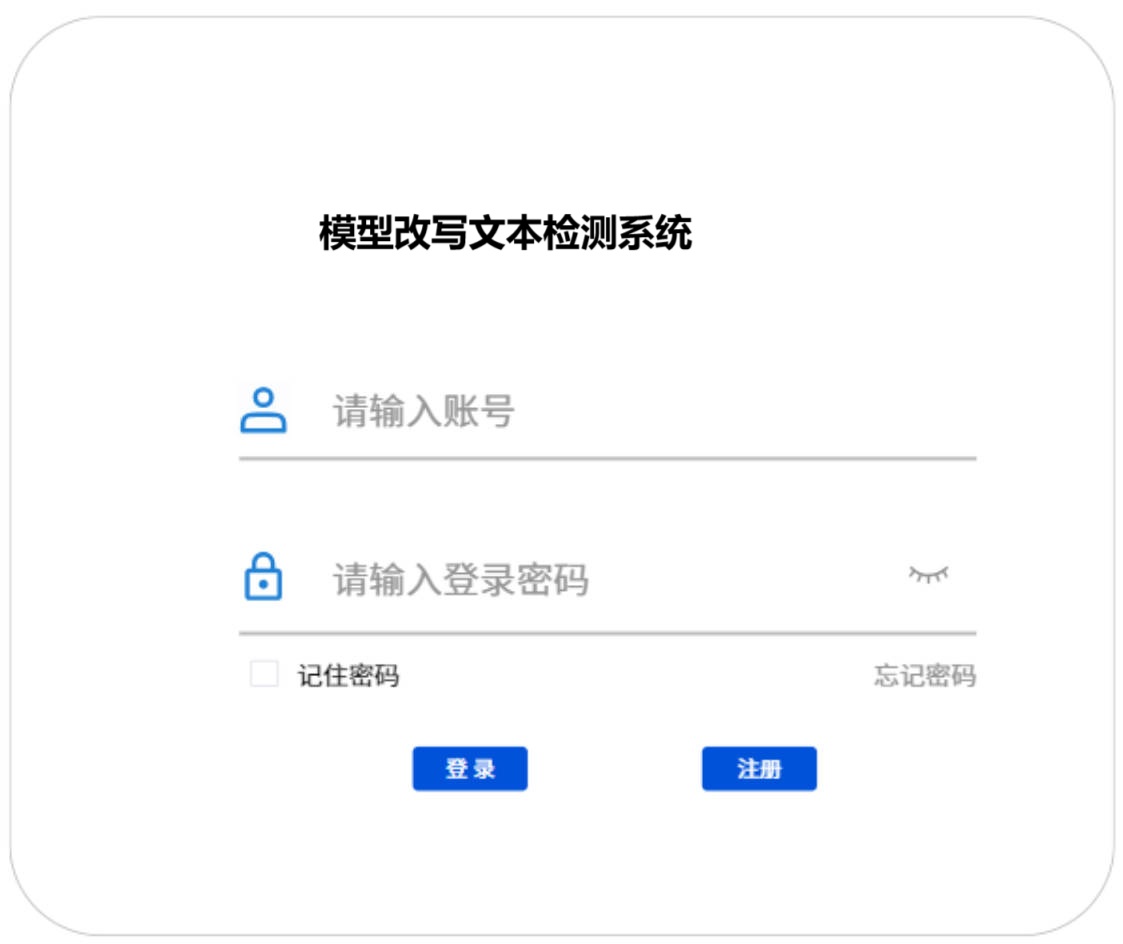 模型改写文本检测系统
请输入账号
请输入登录密码
记住密码 忘记密码
登录 注册